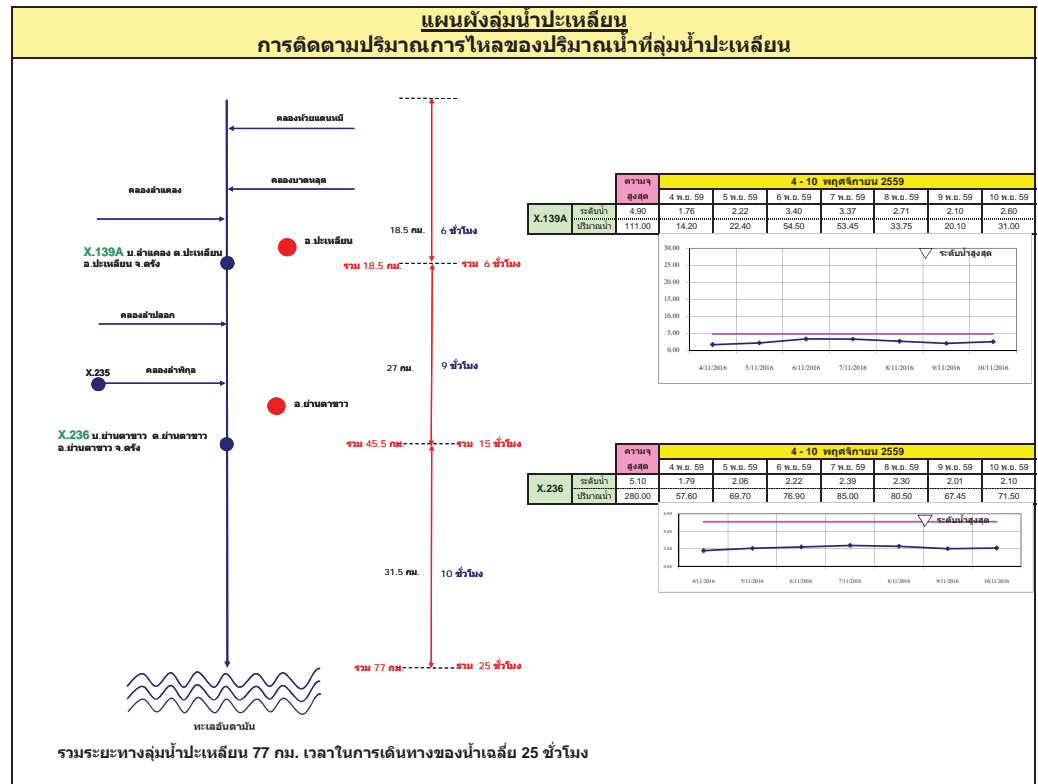 แผนผังลุ่มน้ำปะเหลียน
การติดตามปริมาณการไหลของปริมาณน้ำที่ลุ่มน้ำปะเหลียน
คลองห้วยแดนหมี
คลองบาดหลุด
คลองลำแคลง
18.5 กม. 6 ชั่วโมง
อ.ปะเหลียน
X.139A บ.ลำแคลง ต.ปะเหลียน
อ.ปะเหลียน จ.ตรัง
รวม 18.5 กม. รวม 6 ชั่วโมง
คลองลำปลอก
X.235 คลองลำพิกุล
27 กม. 9 ชั่วโมง
อ.ย่านตาขาว
X.236 บ.ย่านตาขาว ต.ย่านตาขาว
อ.ย่านตาขาว จ.ตรัง
รวม 45.5 กม. รวม 15 ชั่วโมง
31.5 กม. 10 ชั่วโมง
รวม 77 กม. รวม 25 ชั่วโมง
ทะเลอันดามัน
รวมระยะทางลุ่มน้ำปะเหลียน 77 กม. เวลาในการเดินทางของน้ำเฉลี่ย 25 ชั่วโมง
ความจุ 4 - 10 พฤศจิกายน 2559
สูงสุด 4 พ.ย. 59 5 พ.ย. 59 6 พ.ย. 59 7 พ.ย. 59 8 พ.ย. 59 9 พ.ย. 59 10 พ.ย. 59
X.139A ระดับน้ำ 4.90 1.76 2.22 3.40 3.37 2.71 2.10 2.60
ปริมาณน้ำ 111.00 14.20 22.40 54.50 53.45 33.75 20.10 31.00
ระดับน้ำสูงสุด
30.00
25.00
20.00
15.00
10.00
5.00
0.00
4/11/2016 5/11/2016 6/11/2016 7/11/2016 8/11/2016 9/11/2016 10/11/2016
ความจุ 4 - 10 พฤศจิกายน 2559
สูงสุด 4 พ.ย. 59 5 พ.ย. 59 6 พ.ย. 59 7 พ.ย. 59 8 พ.ย. 59 9 พ.ย. 59 10 พ.ย. 59
X.236 ระดับน้ำ 5.10 1.79 2.06 2.22 2.39 2.30 2.01 2.10
ปริมาณน้ำ 280.00 57.60 69.70 76.90 85.00 80.50 67.45 71.50
ระดับน้ำสูงสุด
6.00
4.00
2.00
0.00
4/11/2016 5/11/2016 6/11/2016 7/11/2016 8/11/2016 9/11/2016 10/11/2016